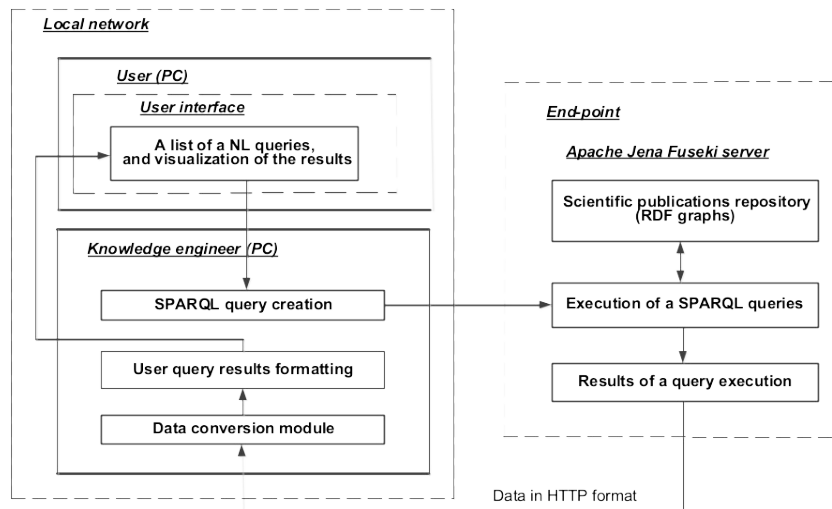 Local network
User (PC)
User interface
A list of a NL queries,
and visualization of the results
Knowledge engineer (PC)
SPARQL query creation
User query results formatting
Data conversion module
End-point
Apache Jena Fuseki server
Scientific publications repository
(RDF graphs)
Execution of a SPARQL queries
Results of a query execution
Data in HTTP format